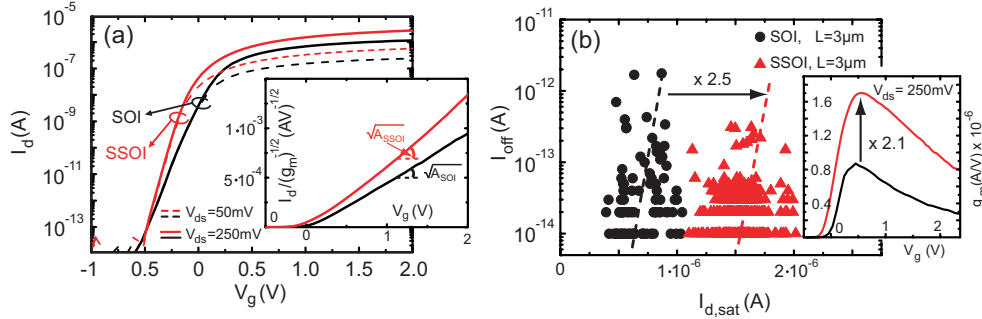 (a)
I_d (A)
10^-5
10^-7
10^-9
10^-11
10^-13
SOI
SSOI
V_ds=50mV
V_ds=250mV
-1
-0.5
0
0.5
1.0
1.5
2.0
V_g (V)
I_d/(g_m)^-1/2 (AV)^-1/2
1·10^-3
5·10^-4
0
√A_SSOI
√A_SOI
0
1
2
V_g (V)
(b)
SOI, L=3µm
SSOI, L=3µm
I_off (A)
10^-11
10^-12
10^-13
10^-14
x 2.5
0
1·10^-6
2·10^-6
I_d,sat (A)
V_ds = 250mV
x 2.1
1.6
1.2
0.8
0.4
g_m (A/V) x 10^-6
0
1
2
V_g (V)